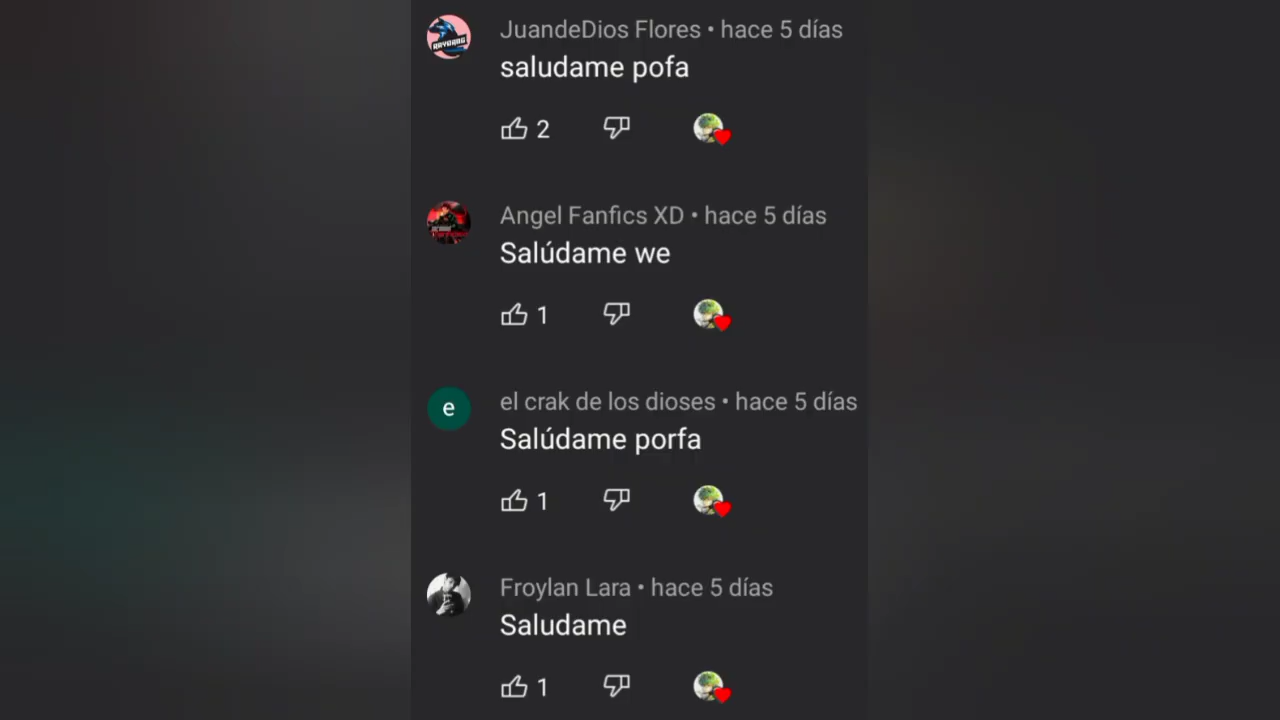 JuandeDios Flores • hace 5 días
saludame pofa
2
Angel Fanfics XD • hace 5 días
Salúdame we
1
e
el crak de los dioses • hace 5 días
Salúdame porfa
1
Froylan Lara • hace 5 días
Saludame
1